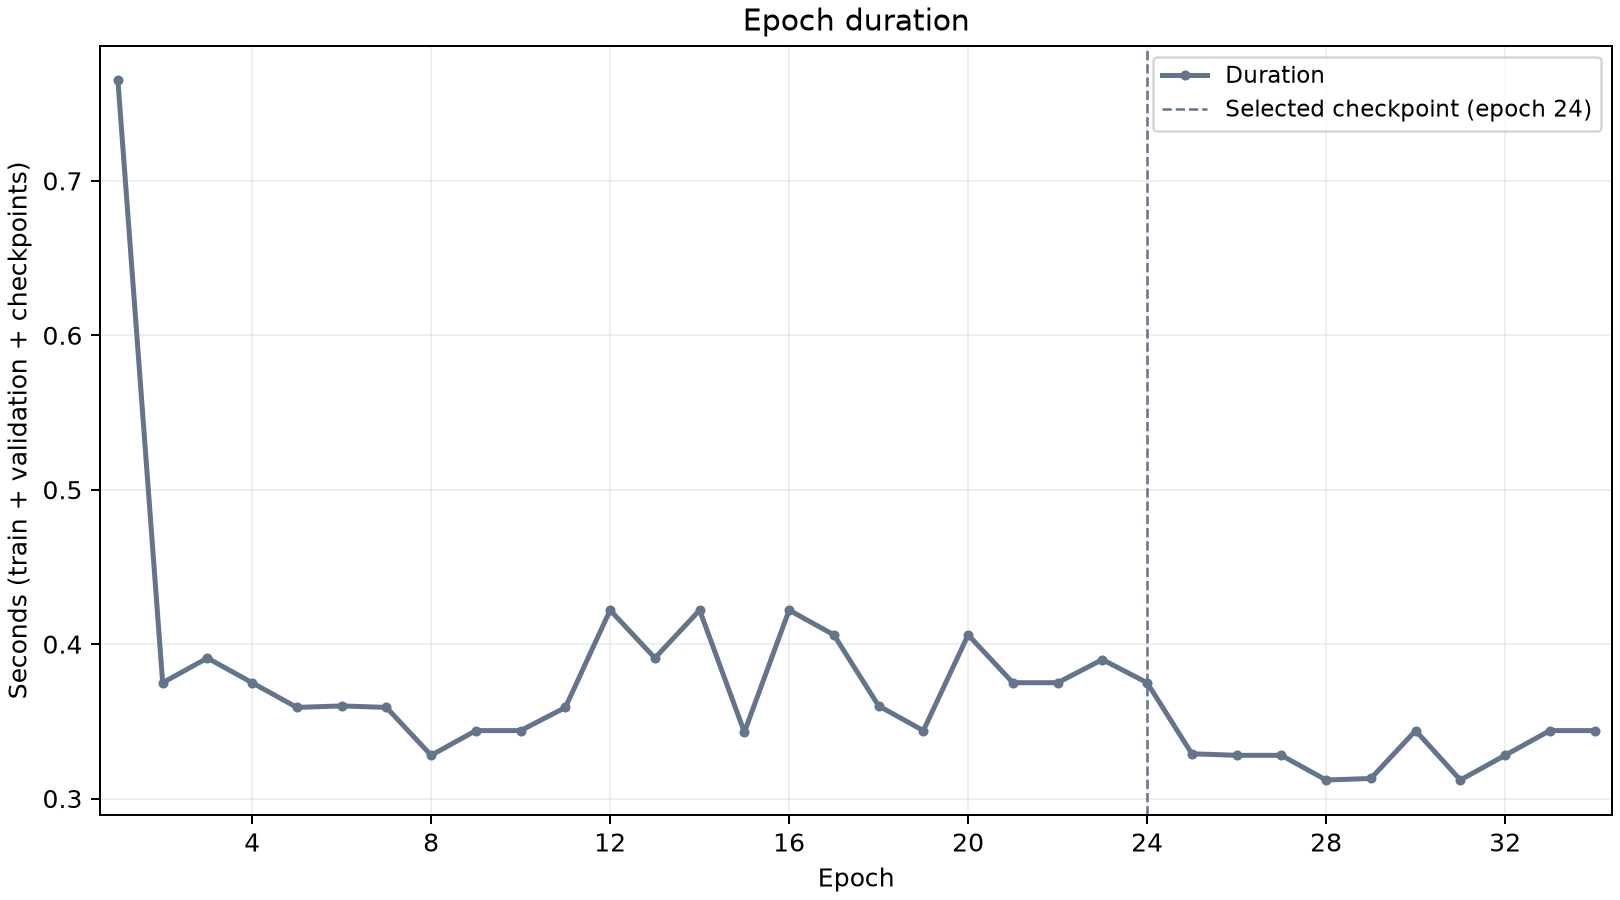 Epoch duration
Duration
Selected checkpoint (epoch 24)
Seconds (train + validation + checkpoints)
0.7
0.6
0.5
0.4
0.3
4 8 12 16 20 24 28 32
Epoch